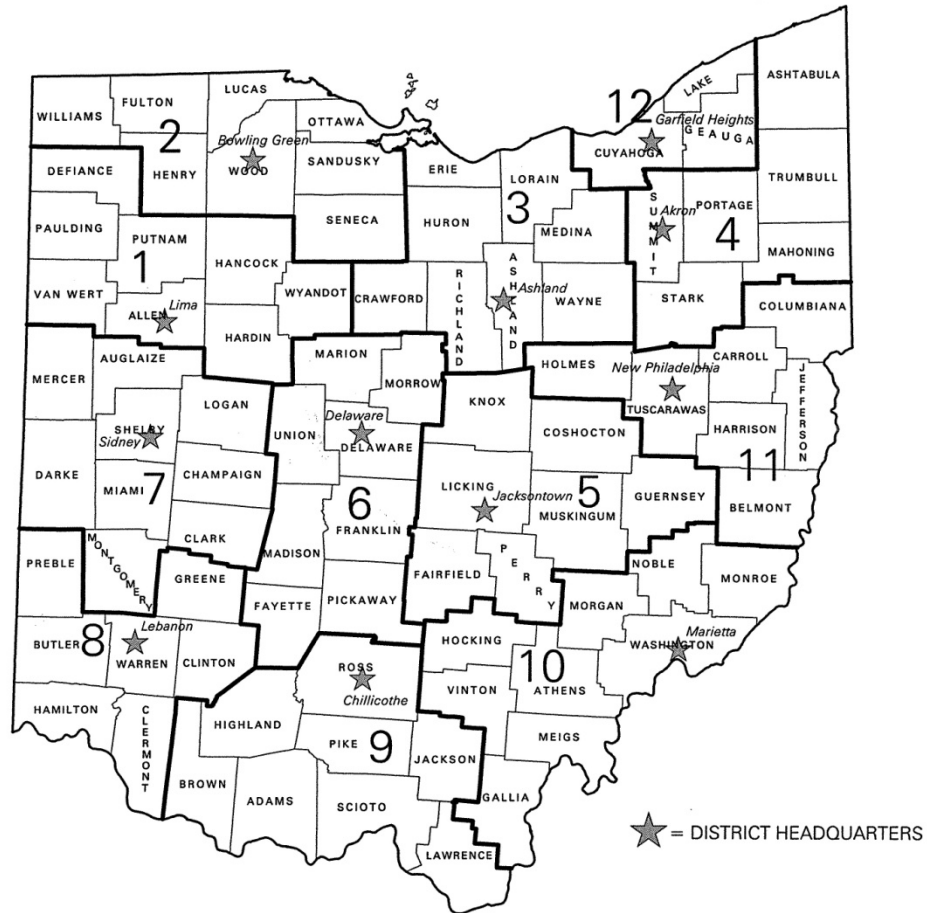 LAKE
ASHTABULA
LUCAS
12
FULTON
WILLIAMS
OTTAWA
Garfield Heights
GEAUGA
2
Bowling Green
CUYAHOGA
DEFIANCE
HENRY
WOOD
SANDUSKY
ERIE
LORAIN
TRUMBULL
SUMMIT
PORTAGE
3
Akron
4
PAULDING
SENECA
HURON
MEDINA
PUTNAM
MAHONING
1
HANCOCK
ASHLAND
RICHLAND
VAN WERT
WYANDOT
CRAWFORD
Ashland
WAYNE
STARK
COLUMBIANA
Lima
ALLEN
HARDIN
MARION
AUGLAIZE
HOLMES
CARROLL
New Philadelphia
JEFFERSON
MERCER
MORROW
KNOX
TUSCARAWAS
LOGAN
Delaware
SHELBY
Sidney
UNION
DELAWARE
COSHOCTON
HARRISON
11
DARKE
CHAMPAIGN
MIAMI
7
6
LICKING
Jacksontown
5
GUERNSEY
BELMONT
MUSKINGUM
FRANKLIN
CLARK
MONTGOMERY
MADISON
PREBLE
GREENE
FAIRFIELD
PERRY
NOBLE
MONROE
FAYETTE
PICKAWAY
MORGAN
Lebanon
BUTLER
8
WARREN
CLINTON
HOCKING
Marietta
WASHINGTON
ROSS
Chillicothe
10
ATHENS
VINTON
HAMILTON
CLERMONT
HIGHLAND
PIKE
9
MEIGS
JACKSON
BROWN
ADAMS
SCIOTO
GALLIA
= DISTRICT HEADQUARTERS
LAWRENCE